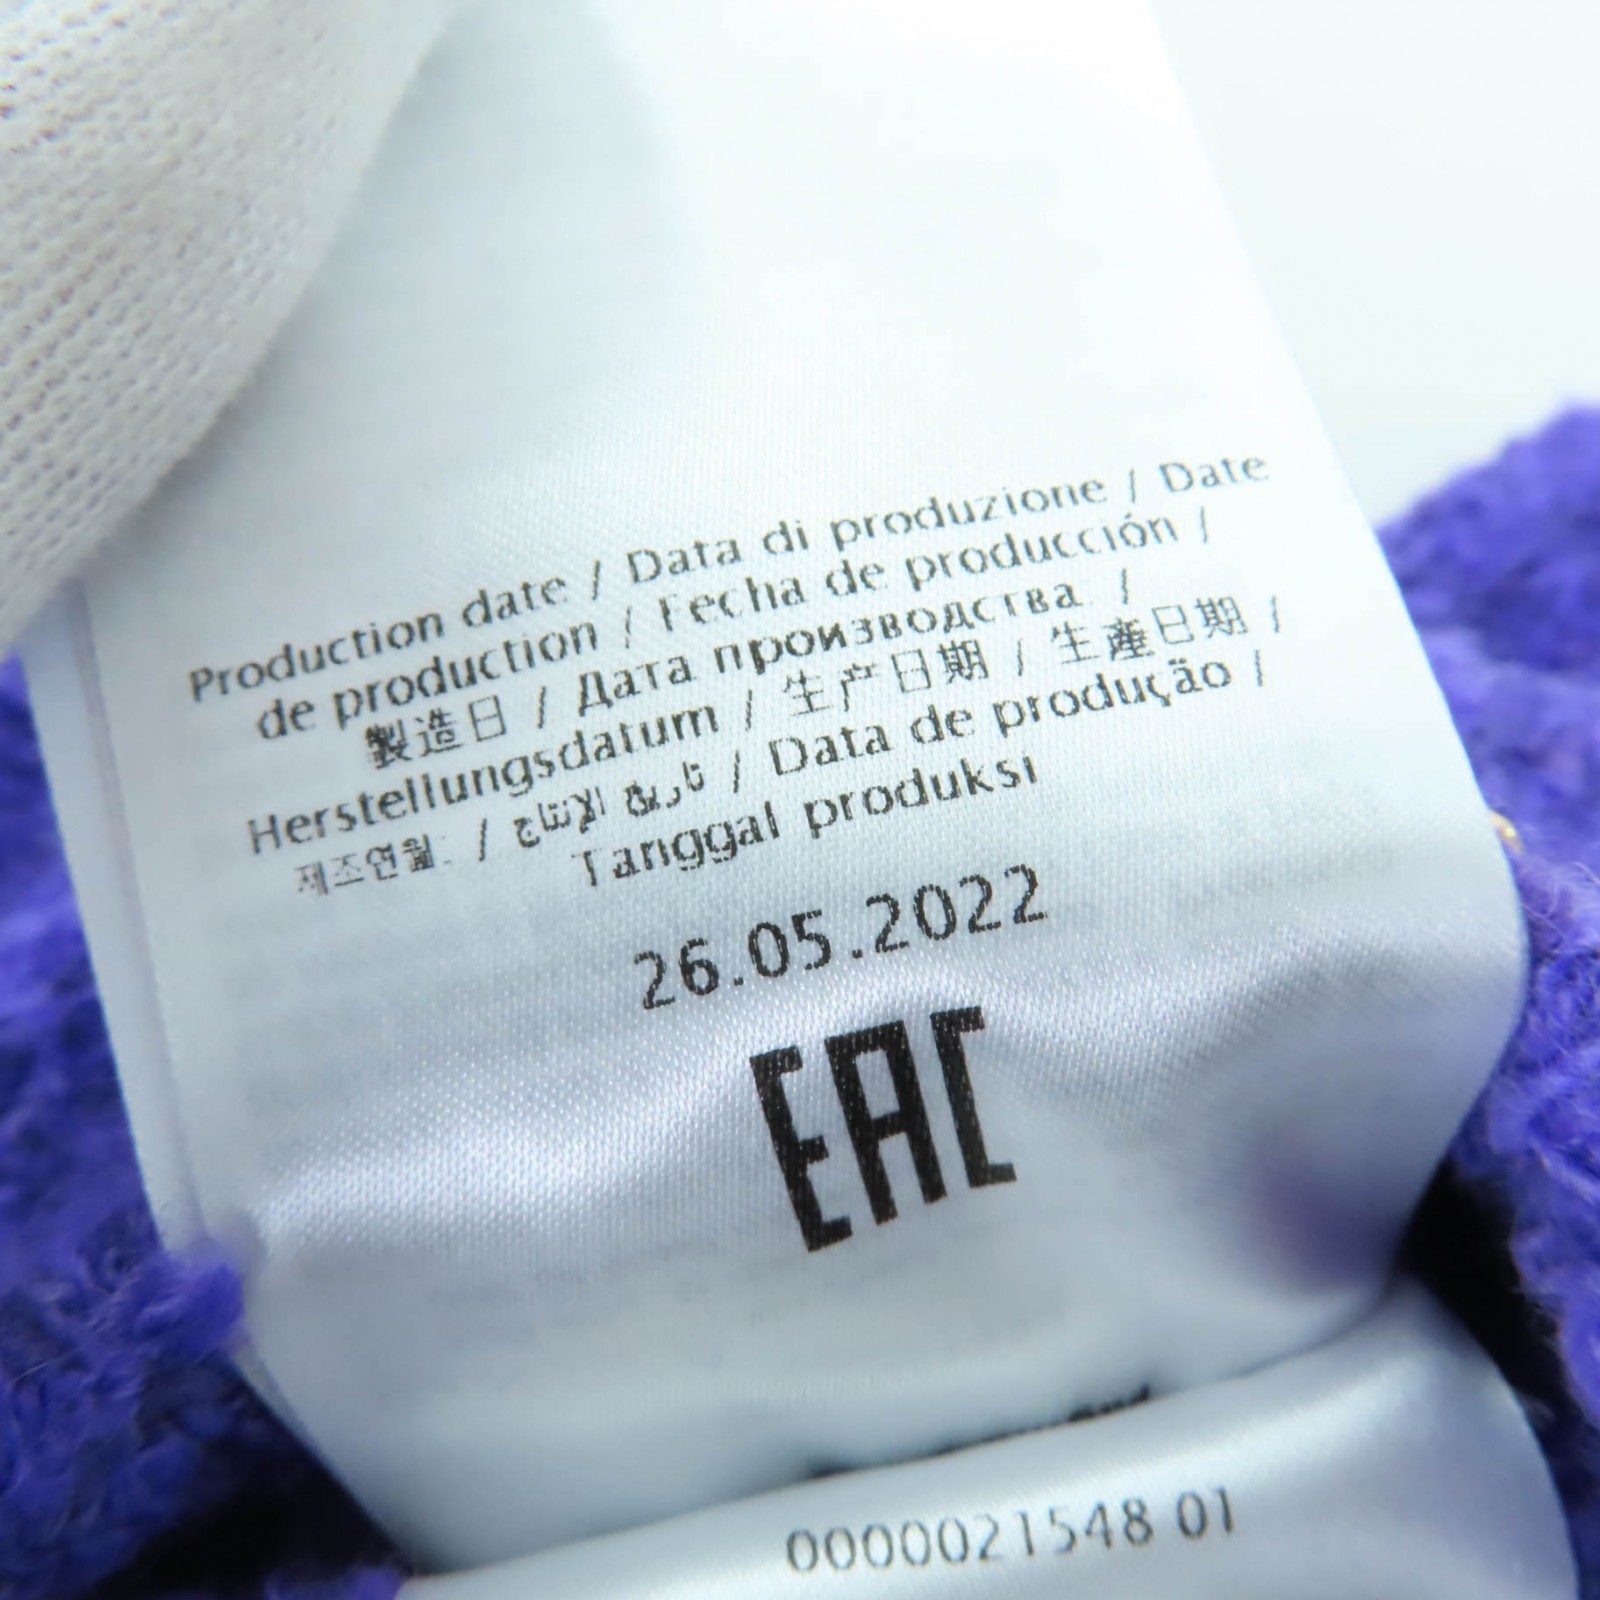 Production date / Data di produzione / Date
de production / Fecha de producción /
製造日 / Дата производства /
Herstellungsdatum / 生产日期 / 生產日期 /
제조연월: / تاريخ الإنتاج / Data de produção /
Tanggal produksi
26.05.2022
EAC
0000021548 01